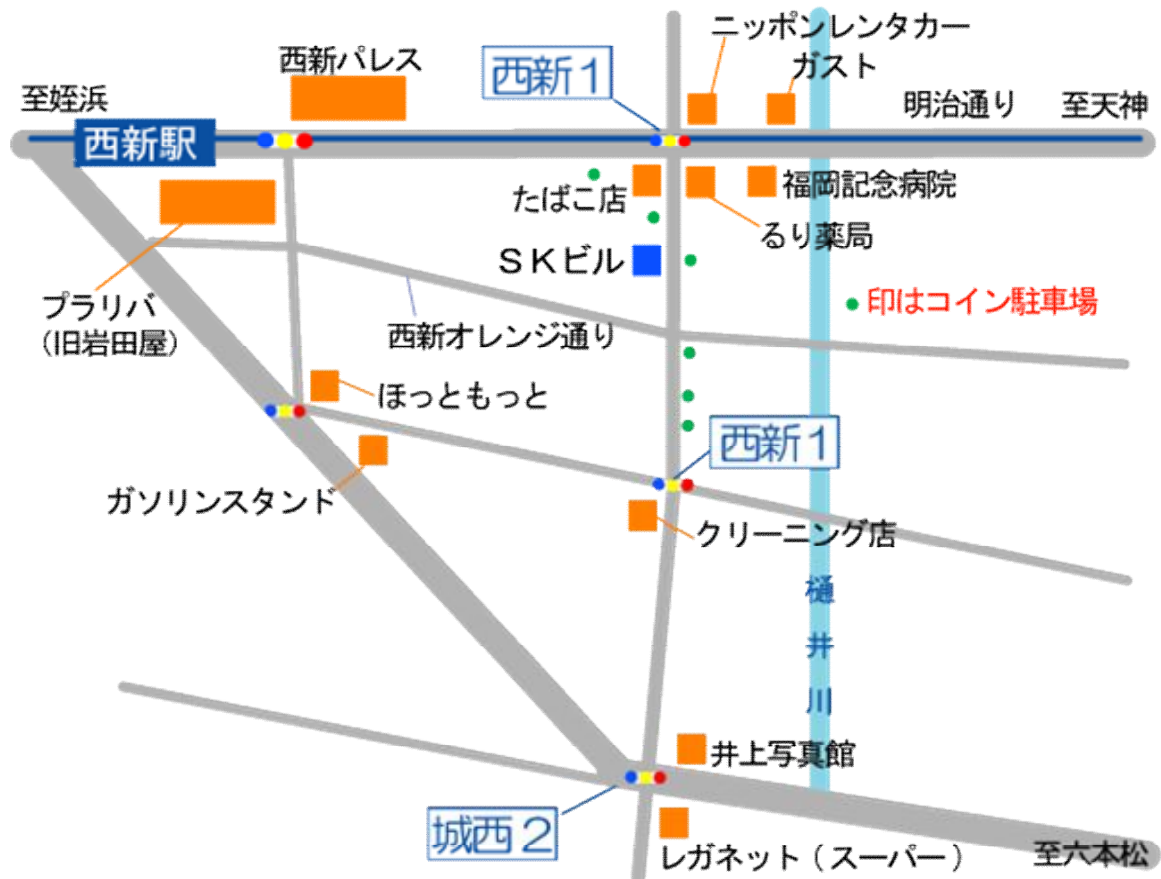 ニッポンレンタカー
西新パレス
西新1
ガスト
至姪浜
明治通り
至天神
西新駅
たばこ店
福岡記念病院
るり薬局
SKビル
プラリバ
(旧岩田屋)
印はコイン駐車場
西新オレンジ通り
ほっともっと
西新1
ガソリンスタンド
クリーニング店
樋井川
井上写真館
城西2
レガネット(スーパー)
至六本松